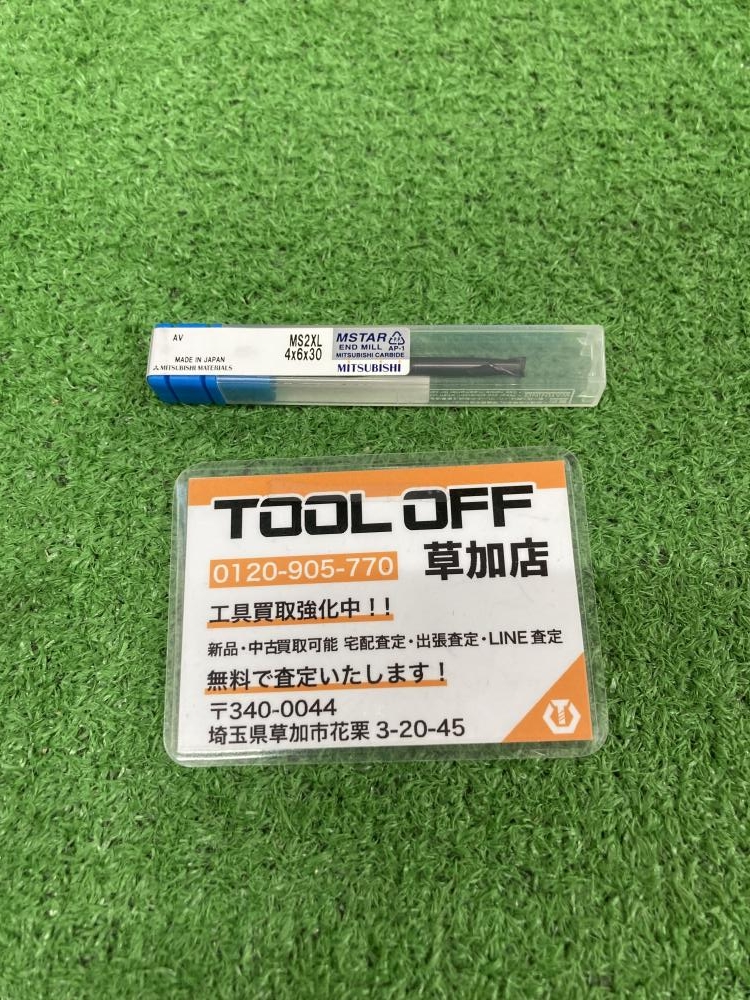 AV
MS2XL
4x6x30
MADE IN JAPAN
MITSUBISHI MATERIALS
MSTAR
END MILL
AP-1
MITSUBISHI CARBIDE
MITSUBISHI
TOOL OFF
0120-905-770 草加店
工具買取強化中!!
新品・中古買取可能 宅配査定・出張査定・LINE査定
無料で査定いたします!
〒340-0044
埼玉県草加市花栗 3-20-45